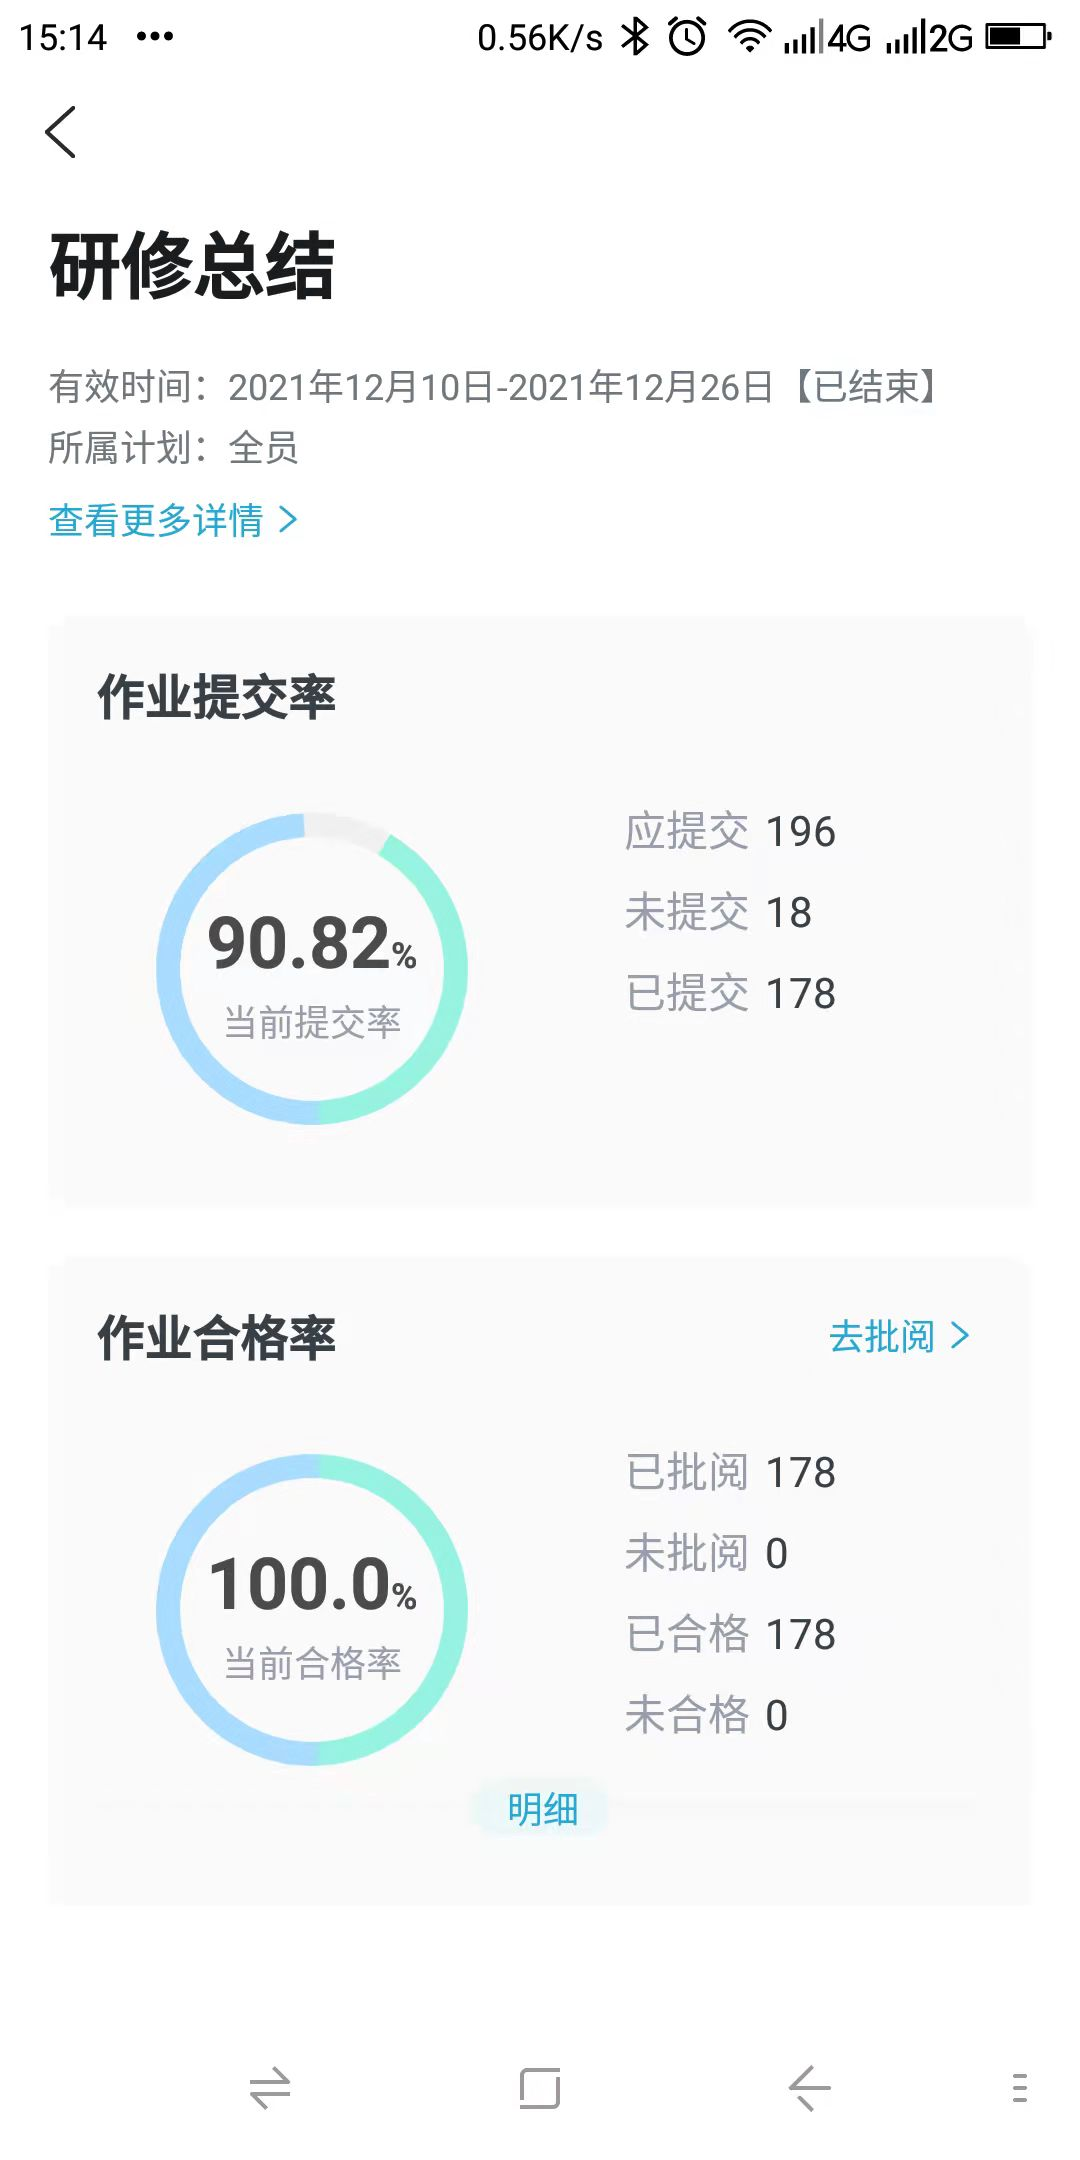 15:14 ••• 0.56K/s 4G 2G
研修总结
有效时间：2021年12月10日-2021年12月26日【已结束】
所属计划：全员
查看更多详情
作业提交率
90.82%
当前提交率
应提交 196
未提交 18
已提交 178
作业合格率
去批阅
100.0%
当前合格率
已批阅 178
未批阅 0
已合格 178
未合格 0
明细